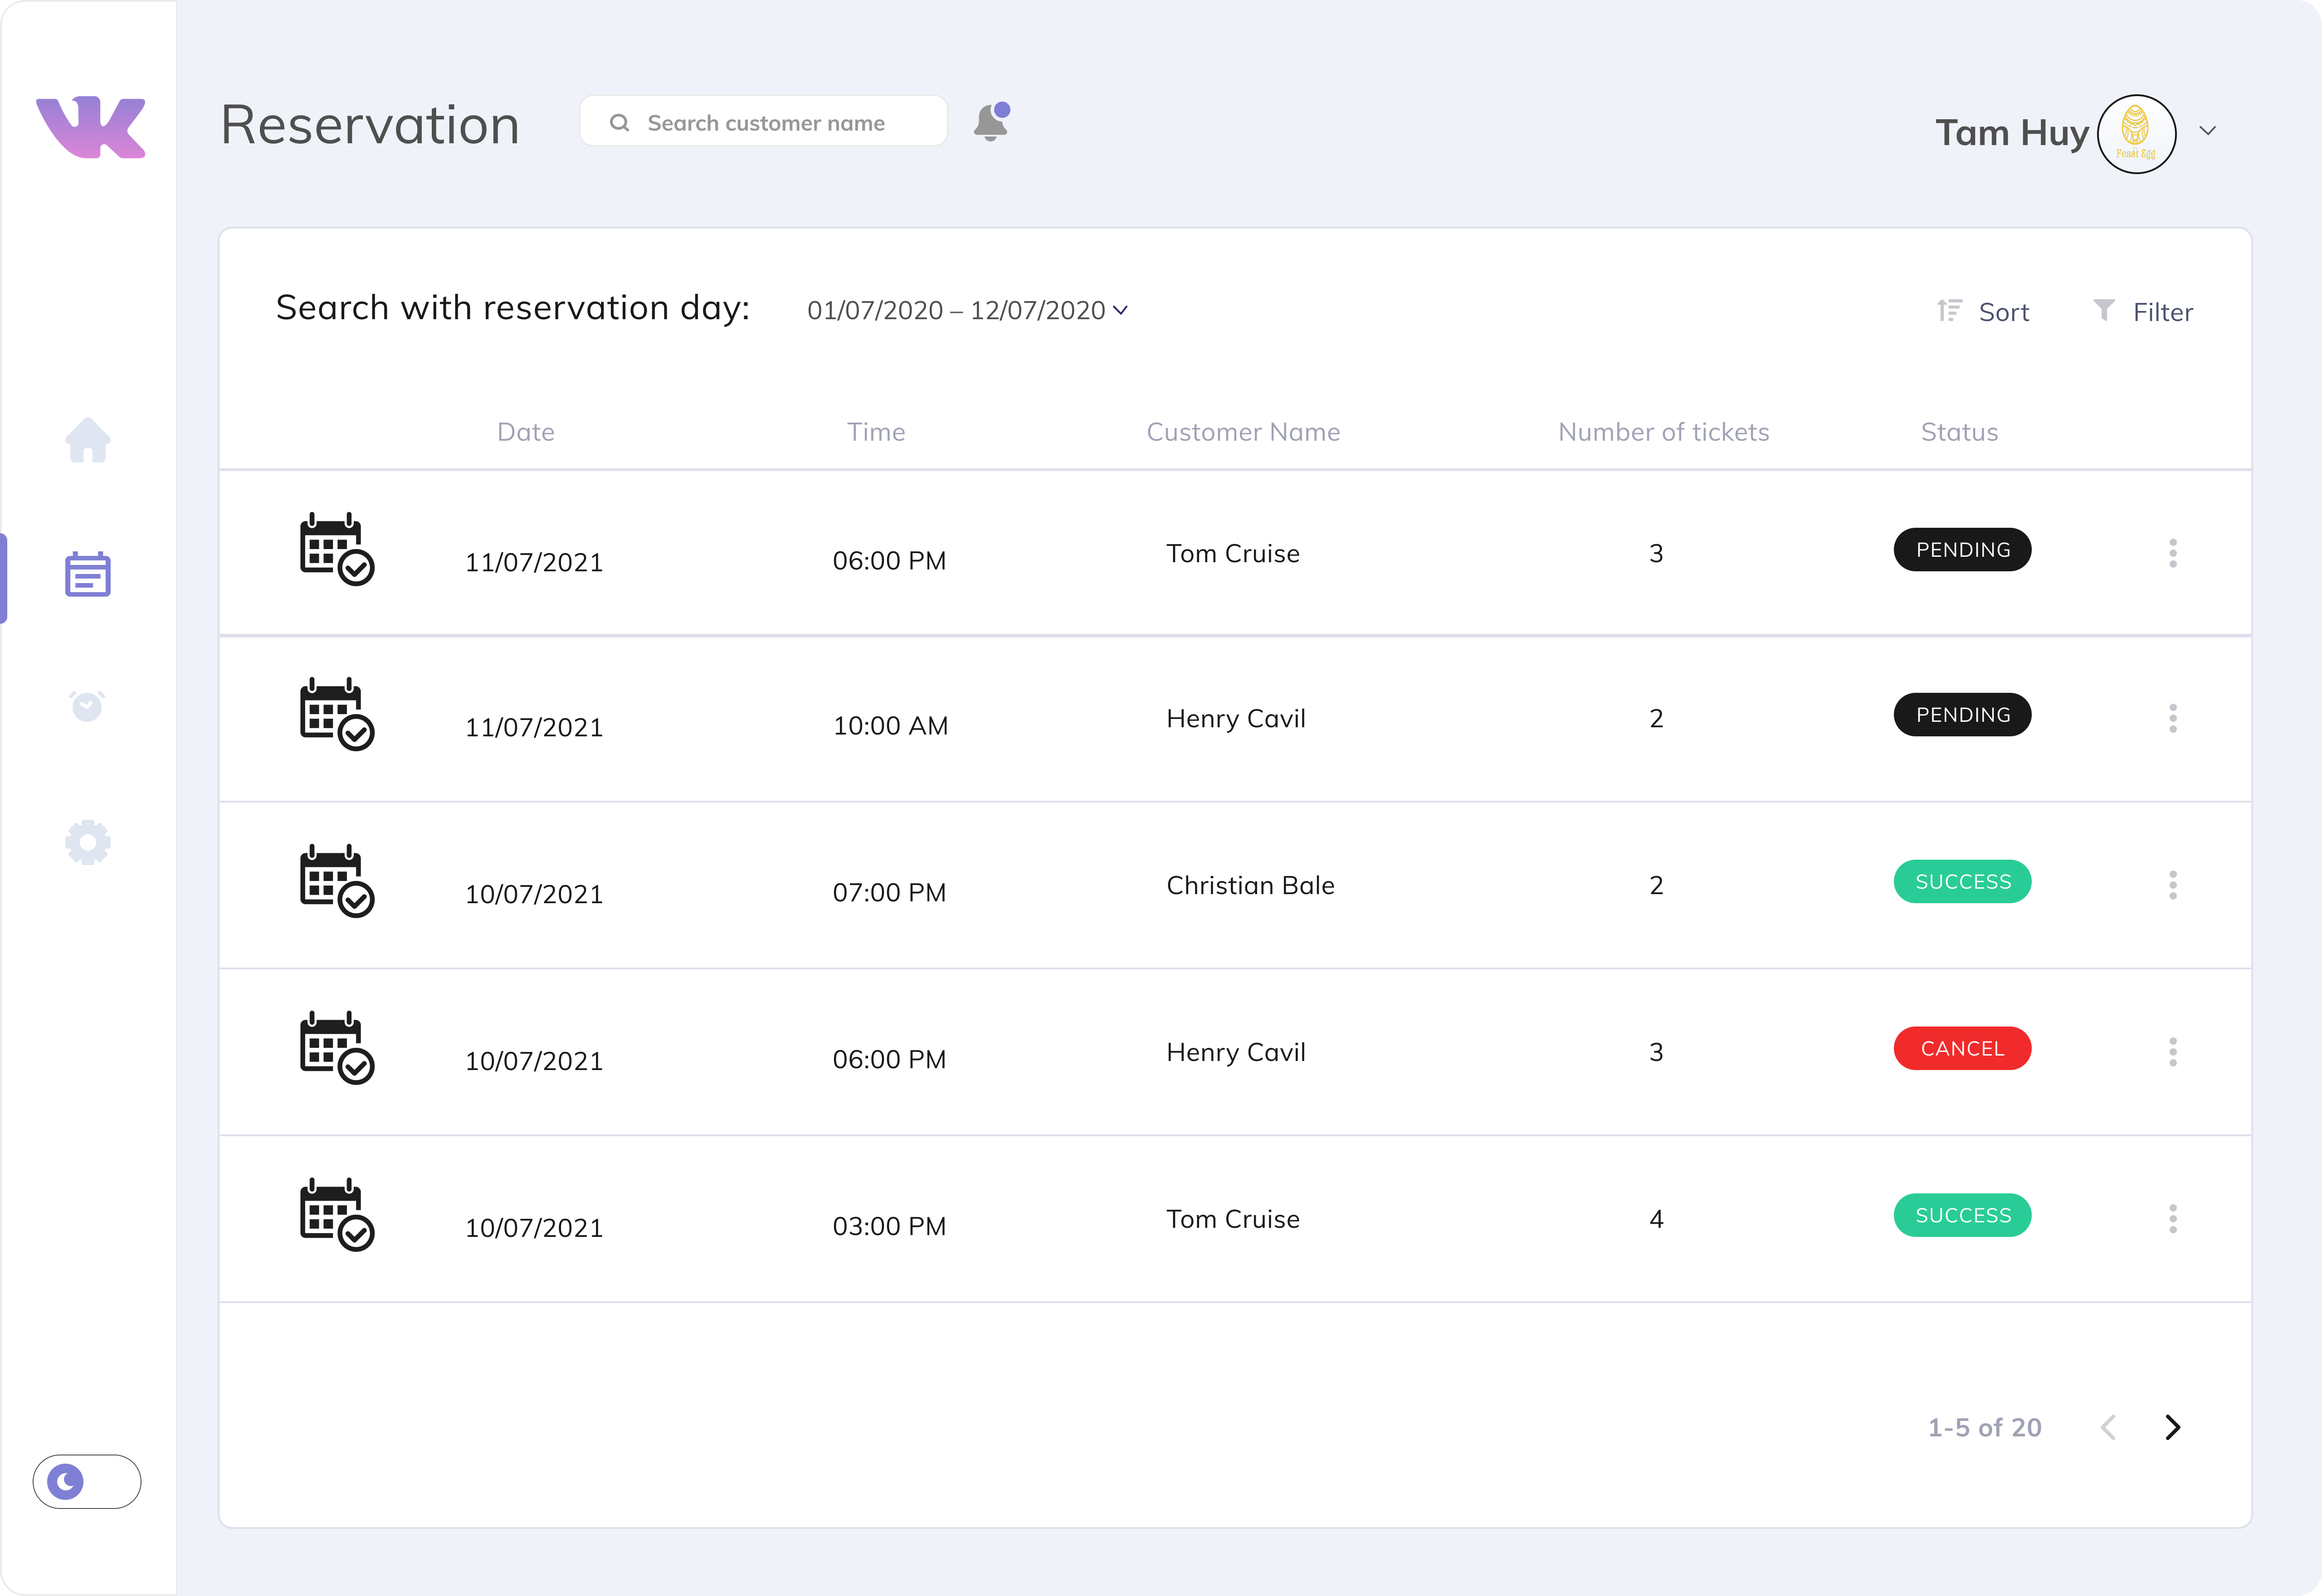 Reservation
Search customer name
Tam Huy
Feast Egg
Search with reservation day:
01/07/2020 – 12/07/2020
Sort
Filter
Date Time Customer Name Number of tickets Status
11/07/2021 06:00 PM Tom Cruise 3 PENDING
11/07/2021 10:00 AM Henry Cavil 2 PENDING
10/07/2021 07:00 PM Christian Bale 2 SUCCESS
10/07/2021 06:00 PM Henry Cavil 3 CANCEL
10/07/2021 03:00 PM Tom Cruise 4 SUCCESS
1-5 of 20